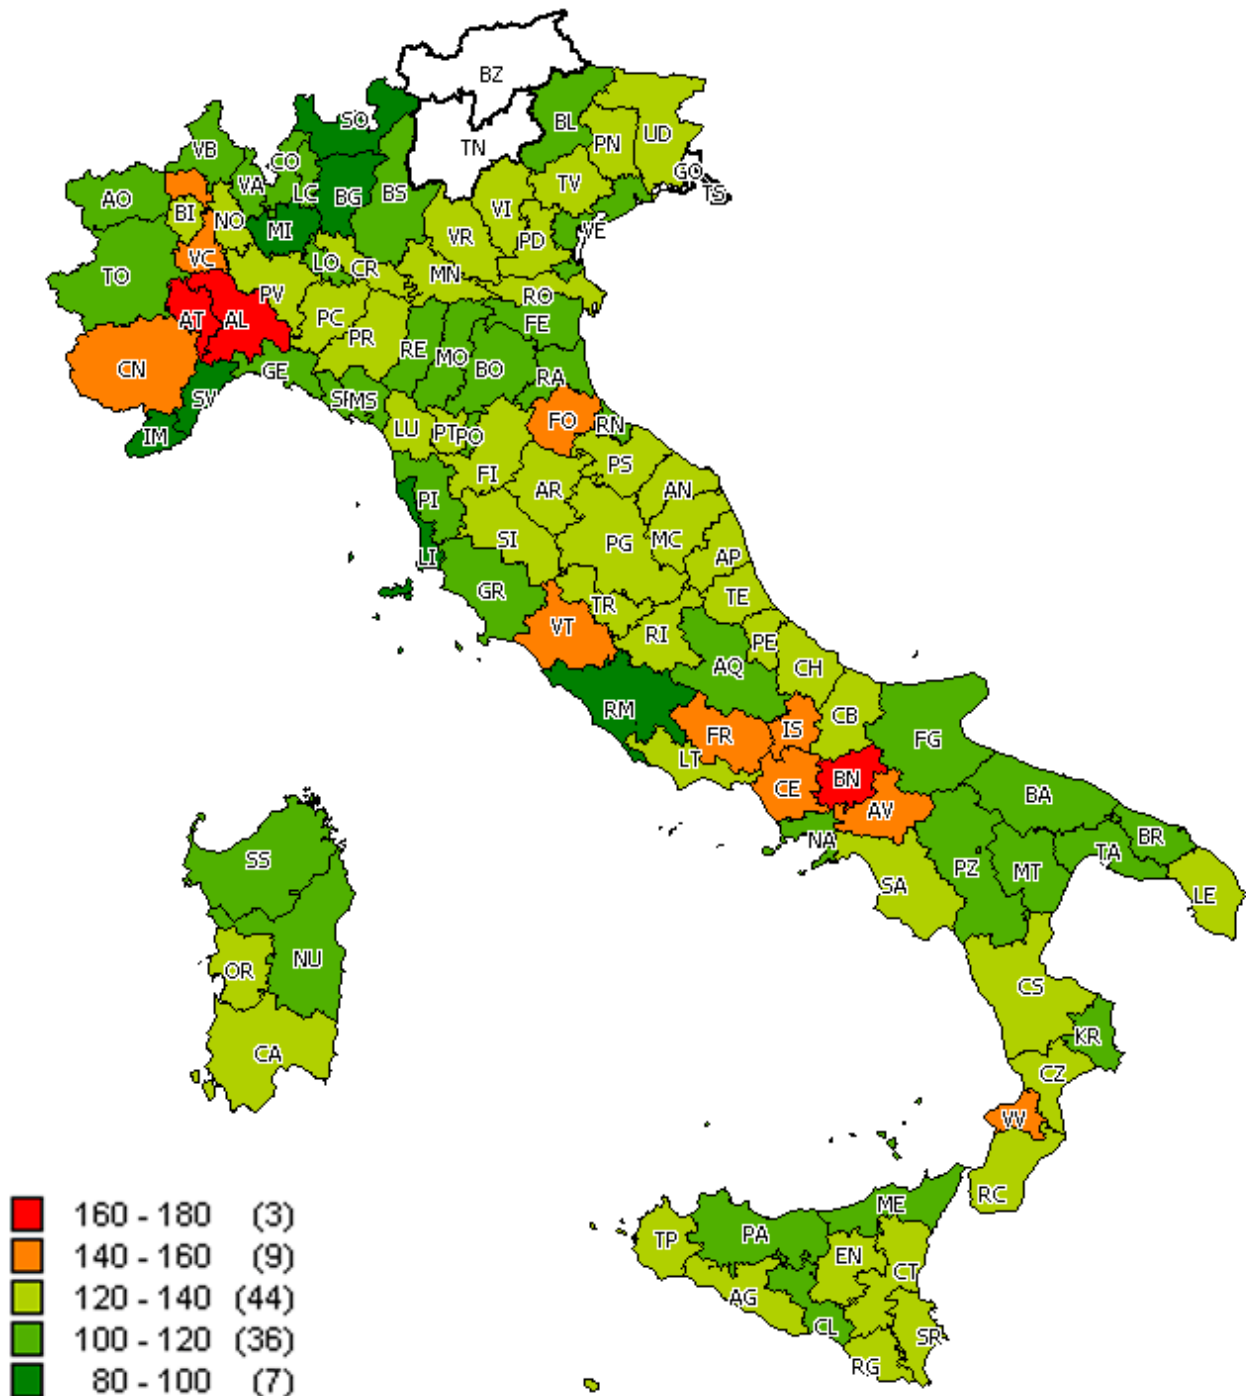 BZ
SO
BL
PN
UD
VB
CO
TN
GO
TS
AO
VA
LC
BG
BS
TV
BI
NO
MI
VI
VE
VC
VR
PD
TO
LO
CR
MN
PV
RO
AT
AL
PC
PR
FE
CN
GE
RE
MO
BO
RA
SV
MS
IM
LU
PT
PO
FO
RN
FI
PS
PI
AR
AN
SI
PG
MC
AP
LI
GR
TR
TE
VT
RI
PE
AQ
CH
RM
CB
FR
IS
FG
LT
CE
BN
BA
AV
NA
BR
SS
PZ
MT
TA
SA
LE
NU
OR
CS
KR
CA
CZ
VV
RC
ME
TP
PA
EN
CT
AG
CL
SR
RG
160 - 180 (3)
140 - 160 (9)
120 - 140 (44)
100 - 120 (36)
80 - 100 (7)